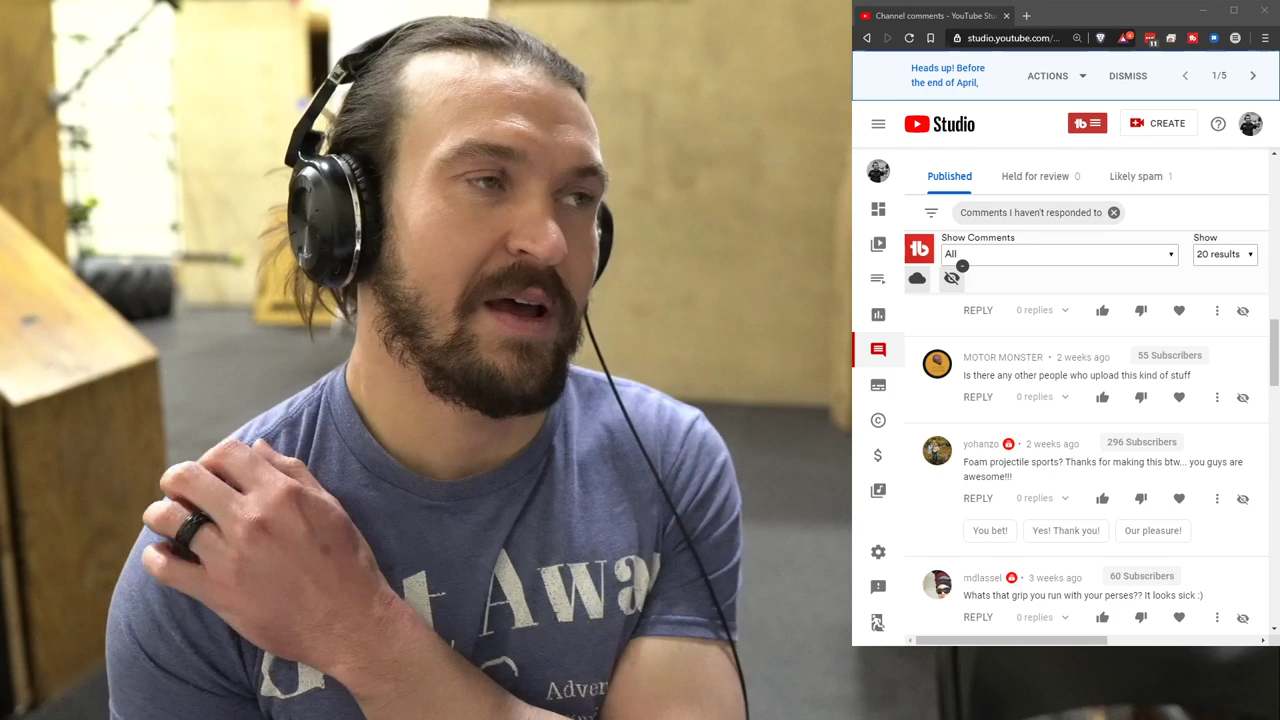 Channel comments - YouTube Stu
studio.youtube.com/...
4
11
Heads up! Before
the end of April,
ACTIONS
DISMISS
1/5
Studio
tb
CREATE
Published
Held for review 0
Likely spam 1
Comments I haven't responded to
tb
Show Comments
All
Show
20 results
REPLY 0 replies
MOTOR MONSTER • 2 weeks ago 55 Subscribers
Is there any other people who upload this kind of stuff
REPLY 0 replies
yohanzo • 2 weeks ago 296 Subscribers
Foam projectile sports? Thanks for making this btw... you guys are
awesome!!!
REPLY 0 replies
You bet! Yes! Thank you! Our pleasure!
mdlassel • 3 weeks ago 60 Subscribers
Whats that grip you run with your perses?? It looks sick :)
REPLY 0 replies
Awa
Adver